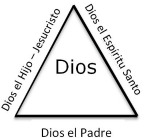 Dios el Hijo – Jesucristo
Dios el Espíritu Santo
Dios
Dios el Padre